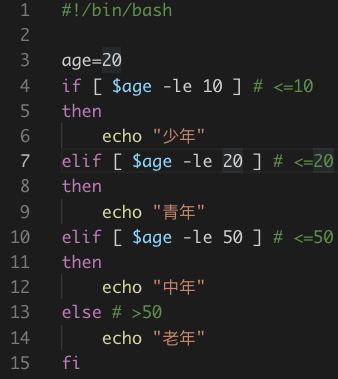 1 #!/bin/bash
2
3 age=20
4 if [ $age -le 10 ] # <=10
5 then
6     echo "少年"
7 elif [ $age -le 20 ] # <=20
8 then
9     echo "青年"
10 elif [ $age -le 50 ] # <=50
11 then
12     echo "中年"
13 else # >50
14     echo "老年"
15 fi